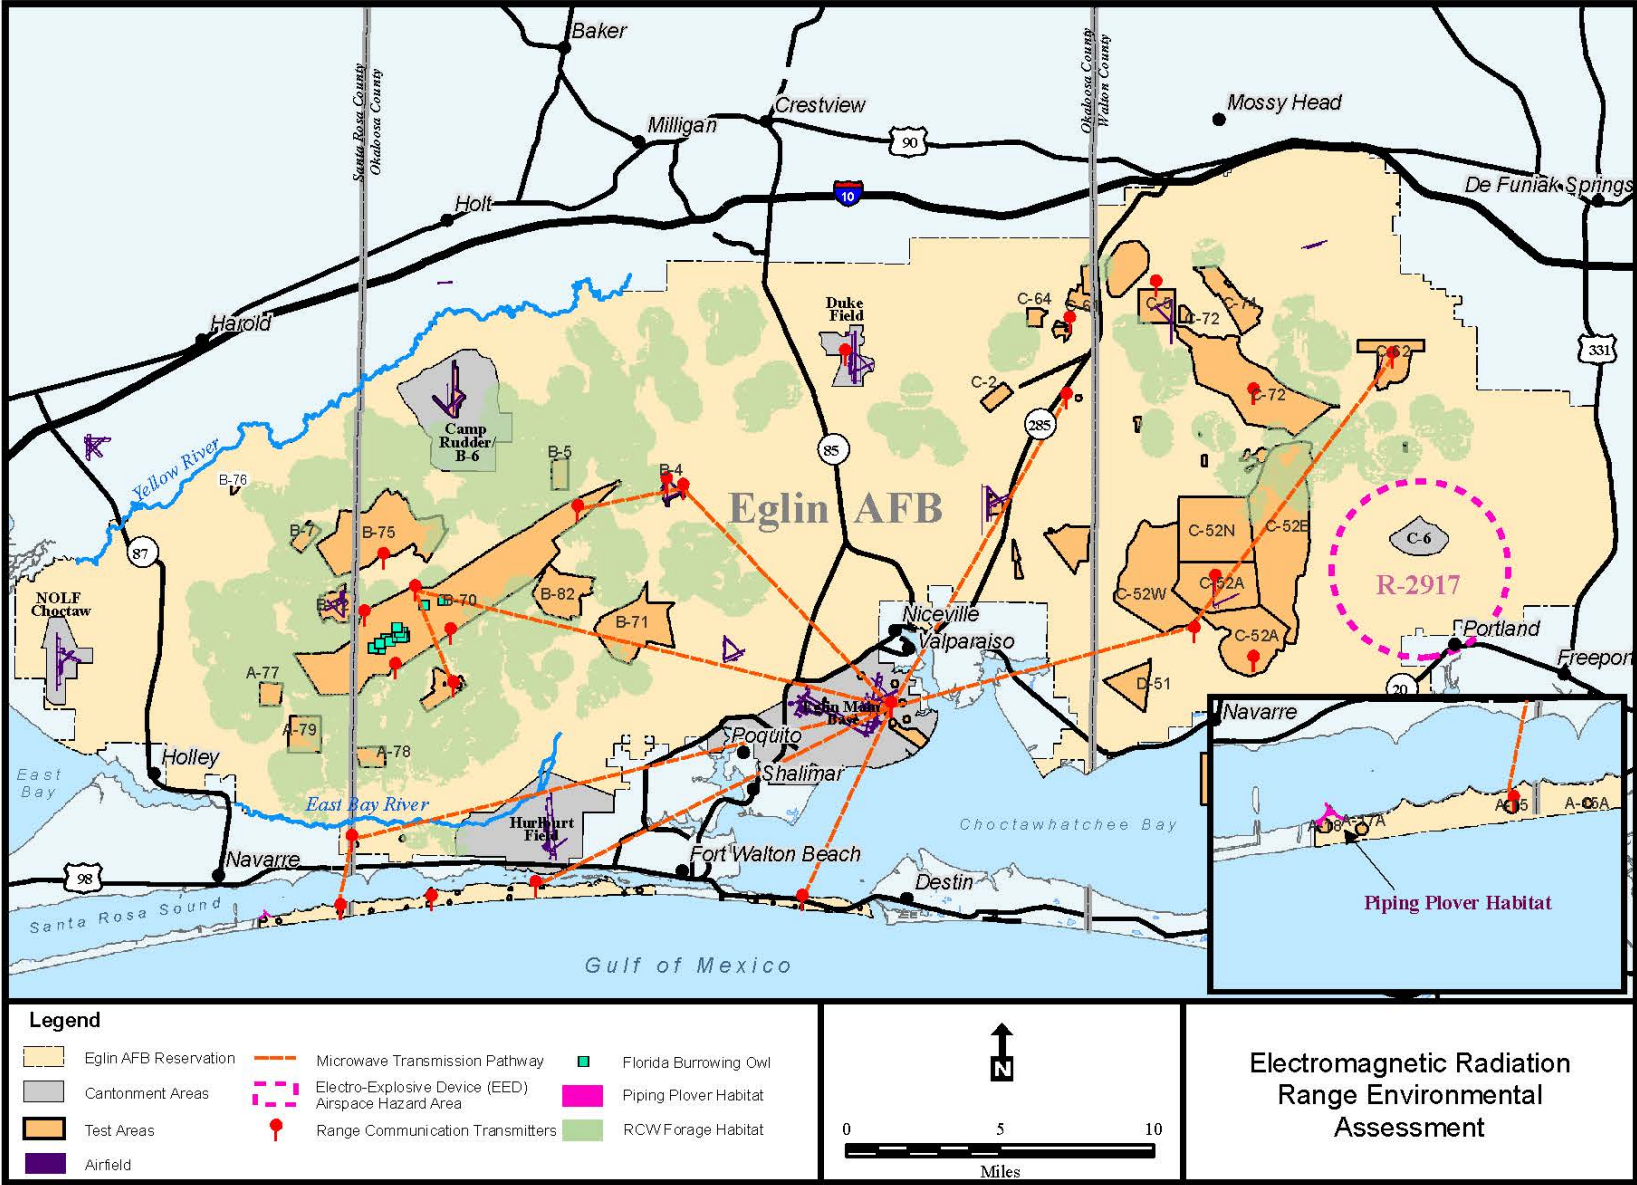 Baker
Santa Rosa County
Okaloosa County
Okaloosa County
Walton County
Crestview
Mossy Head
Milligan
90
De Funiak Springs
10
Holt
Harold
Duke
Field
C-64
C-5
C-74
C-72
331
C-62
C-2
C-72
Camp
Rudder/
B-6
285
85
Yellow River
B-76
B-5
B-4
Eglin AFB
B-7
B-75
C-52N
C-52E
C-6
87
R-2917
NOLF
Choctaw
B-70
B-82
C-52W
C-52A
B-71
Niceville
Valparaiso
C-52A
Portland
Freeport
A-77
D-51
20
Eglin Main
Base
A-79
Poquito
A-78
Holley
Shalimar
East
Bay
East Bay River
Hurlburt
Field
Choctawhatchee Bay
Navarre
Fort Walton Beach
98
Destin
Santa Rosa Sound
Gulf of Mexico
Navarre
A-15
A-15A
A-18
A-17A
Piping Plover Habitat
Legend
Eglin AFB Reservation
Cantonment Areas
Test Areas
Airfield
Microwave Transmission Pathway
Electro-Explosive Device (EED)
Airspace Hazard Area
Range Communication Transmitters
Florida Burrowing Owl
Piping Plover Habitat
RCW Forage Habitat
N
0 5 10
Miles
Electromagnetic Radiation
Range Environmental
Assessment